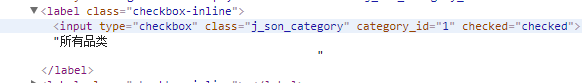 ▼<label class="checkbox-inline">
<input type="checkbox" class="j_son_category" category_id="1" checked="checked">
"所有品类
"
</label>